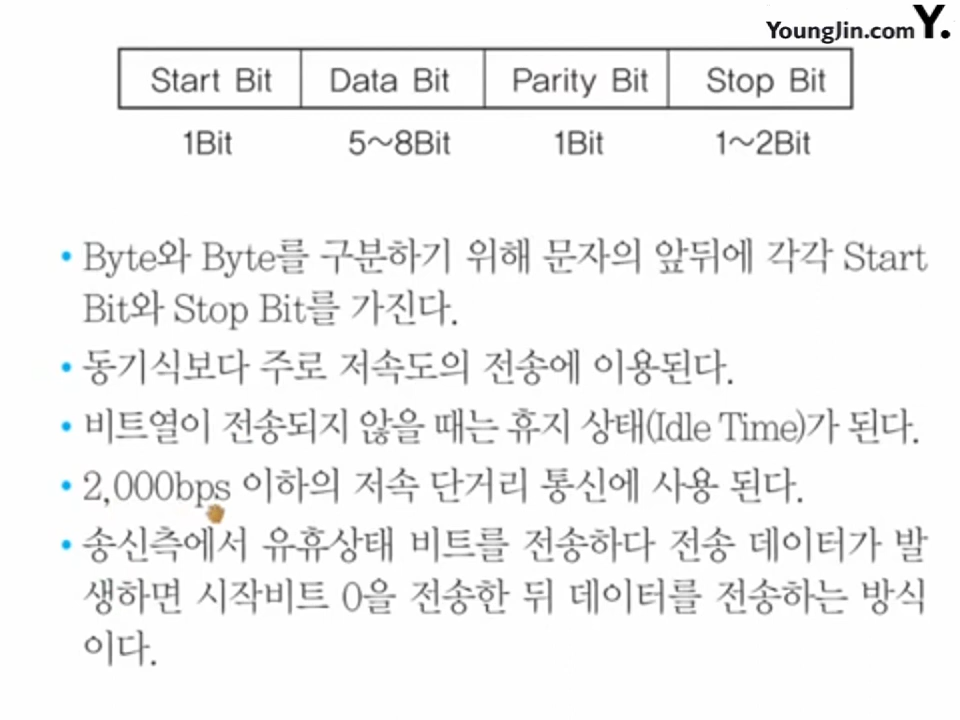 YoungJin.com Y.
Start Bit Data Bit Parity Bit Stop Bit
1Bit 5~8Bit 1Bit 1~2Bit
• Byte와 Byte를 구분하기 위해 문자의 앞뒤에 각각 Start
Bit와 Stop Bit를 가진다.
• 동기식보다 주로 저속도의 전송에 이용된다.
• 비트열이 전송되지 않을 때는 휴지 상태(Idle Time)가 된다.
• 2,000bps 이하의 저속 단거리 통신에 사용 된다.
• 송신측에서 유휴상태 비트를 전송하다 전송 데이터가 발
생하면 시작비트 0을 전송한 뒤 데이터를 전송하는 방식
이다.